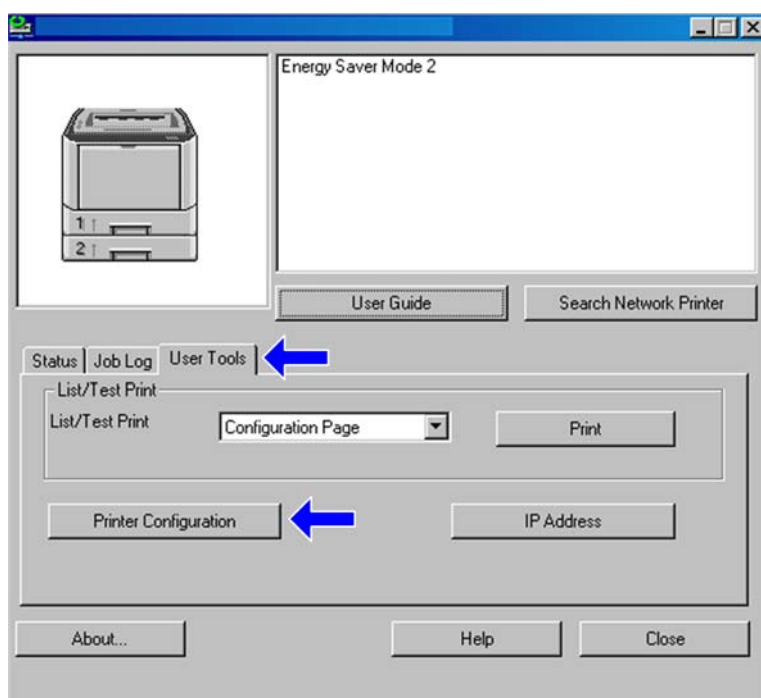 Energy Saver Mode 2
1
2
User Guide
Search Network Printer
Status
Job Log
User Tools
List/Test Print
List/Test Print
Configuration Page
Print
Printer Configuration
IP Address
About...
Help
Close